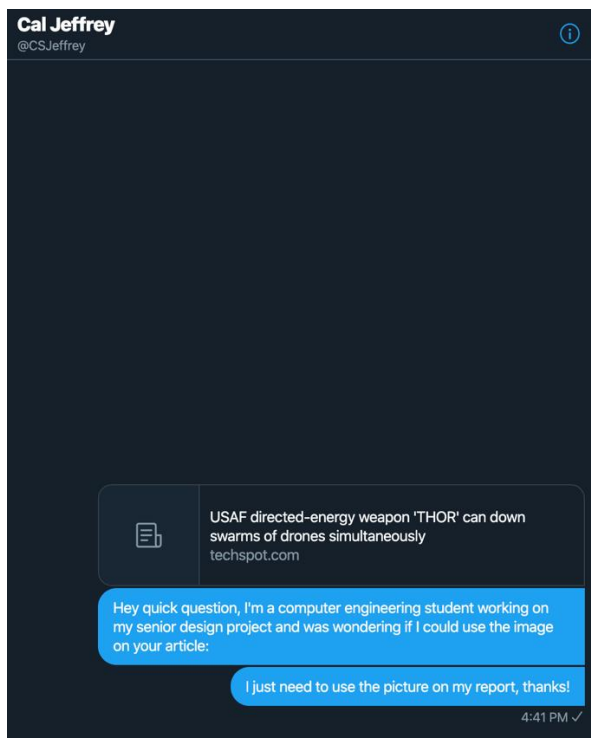 Cal Jeffrey
@CSJeffrey
USAF directed-energy weapon 'THOR' can down
swarms of drones simultaneously
techspot.com
Hey quick question, I'm a computer engineering student working on
my senior design project and was wondering if I could use the image
on your article:
I just need to use the picture on my report, thanks!
4:41 PM ✓